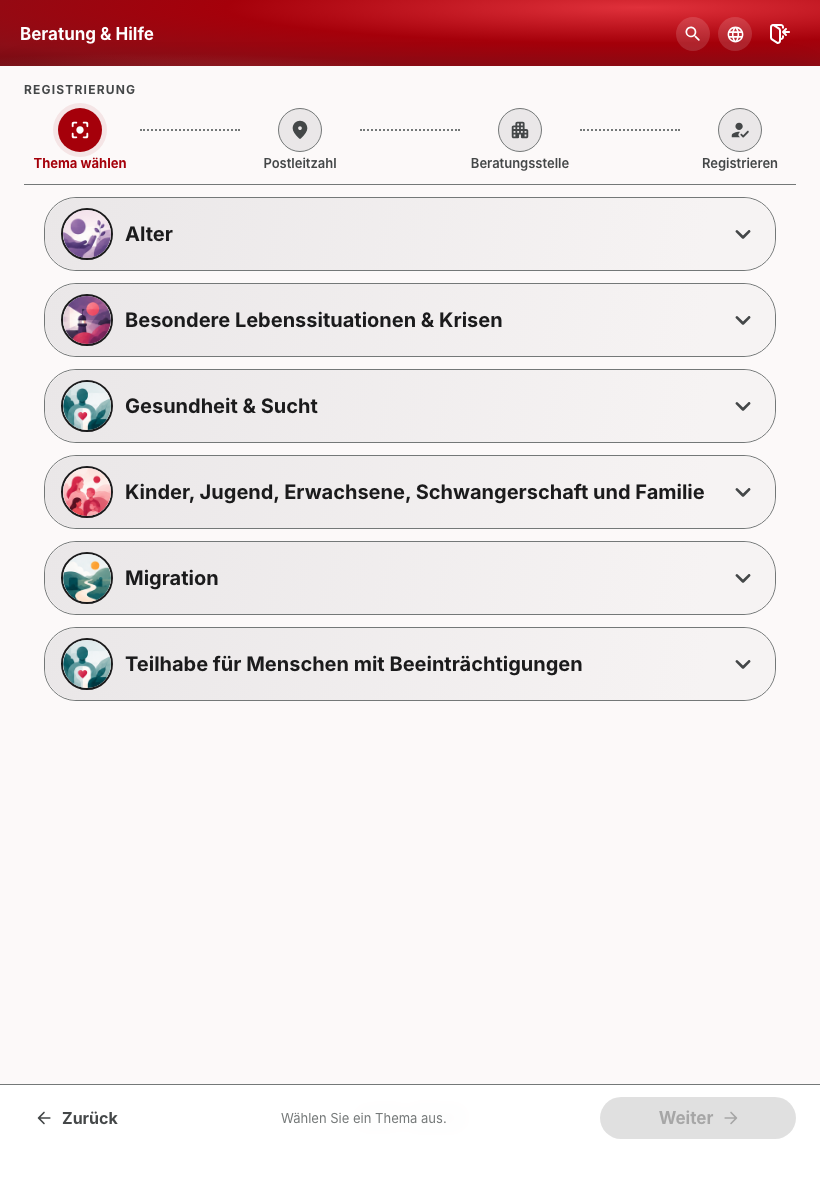 Beratung & Hilfe
REGISTRIERUNG
Thema wählen
Postleitzahl
Beratungsstelle
Registrieren
Alter
Besondere Lebenssituationen & Krisen
Gesundheit & Sucht
Kinder, Jugend, Erwachsene, Schwangerschaft und Familie
Migration
Teilhabe für Menschen mit Beeinträchtigungen
Zurück
Wählen Sie ein Thema aus.
Weiter